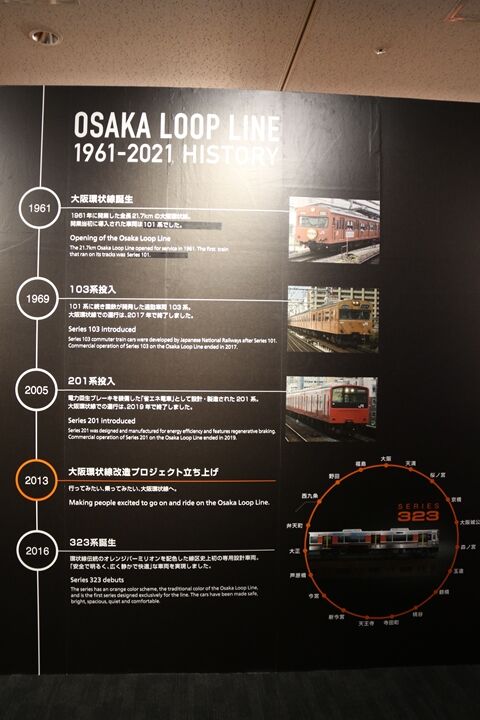 OSAKA LOOP LINE
1961-2021 HISTORY
1961
大阪環状線誕生
1961年に開業した全長21.7kmの大阪環状線。
開業当初に導入された車両は101系でした。
Opening of the Osaka Loop Line
The 21.7km Osaka Loop Line opened for service in 1961. The first train
that ran on its tracks was Series 101.
1969
103系投入
101系に続き国鉄が開発した通勤車両103系。
大阪環状線での運行は、2017年で終了しました。
Series 103 introduced
Series 103 commuter train cars were developed by Japanese National Railways after Series 101.
Commercial operation of Series 103 on the Osaka Loop Line ended in 2017.
2005
201系投入
電力回生ブレーキを装備した「省エネ電車」として設計・製造された201系。
大阪環状線での運行は、2019年で終了しました。
Series 201 introduced
Series 201 was designed and manufactured for energy efficiency and features regenerative braking.
Commercial operation of Series 201 on the Osaka Loop Line ended in 2019.
2013
大阪環状線改造プロジェクト立ち上げ
行ってみたい、乗ってみたい、大阪環状線へ。
Making people excited to go on and ride on the Osaka Loop Line.
2016
323系誕生
環状線伝統のオレンジバーミリオンを配色した線区史上初の専用設計車両。
「安全で明るく、広く静かで快適」な車両を実現しました。
Series 323 debuts
The series has an orange color scheme, the traditional color of the Osaka Loop Line,
and is the first series designed exclusively for the line. The cars have been made safe,
bright, spacious, quiet and comfortable.
SERIES
323
大阪
天満
桜ノ宮
京橋
大阪城公
森ノ宮
玉造
鶴橋
桃谷
寺田町
天王寺
新今宮
今宮
芦原橋
大正
弁天町
西九条
野田
福島